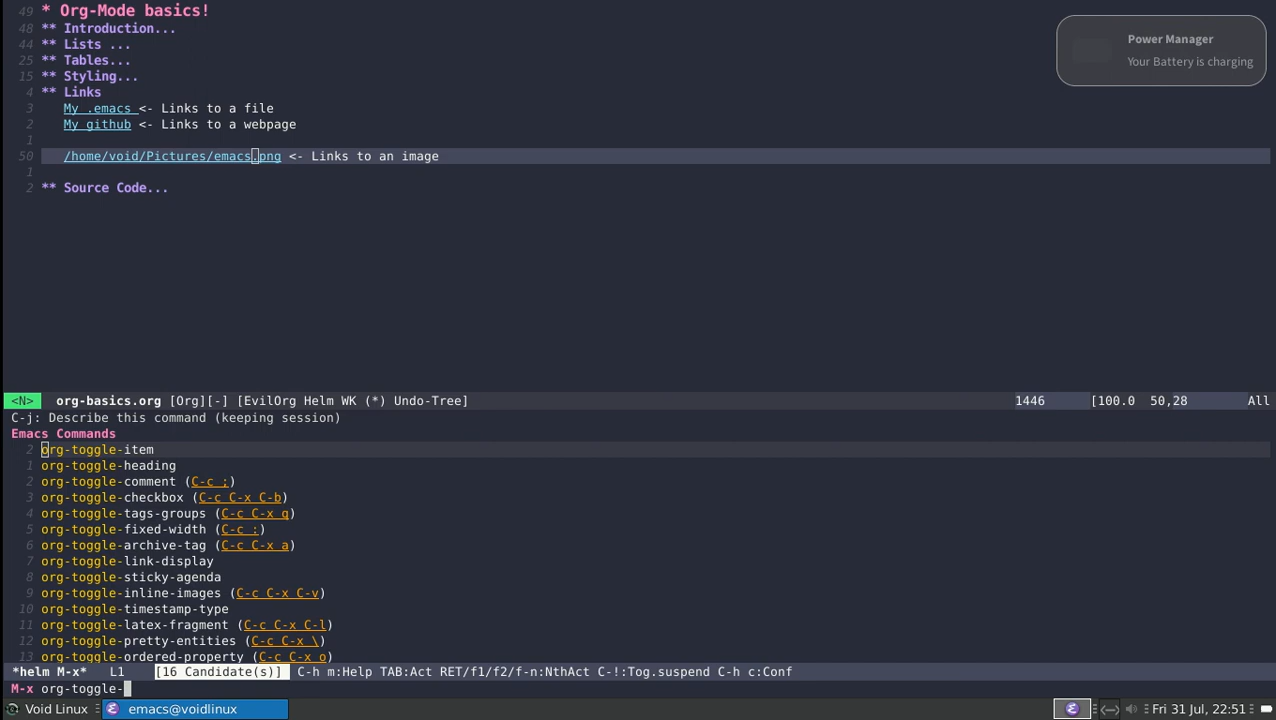 49 * Org-Mode basics!
48 ** Introduction...
44 ** Lists ...
25 ** Tables...
15 ** Styling...
4 ** Links
3 My .emacs <- Links to a file
2 My github <- Links to a webpage
1
50 /home/void/Pictures/emacs.png <- Links to an image
1
2 ** Source Code...
Power Manager
Your Battery is charging
<N> org-basics.org [Org][-] [EvilOrg Helm WK (*) Undo-Tree] 1446 [100.0 50,28 All
C-j: Describe this command (keeping session)
Emacs Commands
2 org-toggle-item
1 org-toggle-heading
2 org-toggle-comment (C-c ;)
3 org-toggle-checkbox (C-c C-x C-b)
4 org-toggle-tags-groups (C-c C-x q)
5 org-toggle-fixed-width (C-c :)
6 org-toggle-archive-tag (C-c C-x a)
7 org-toggle-link-display
8 org-toggle-sticky-agenda
9 org-toggle-inline-images (C-c C-x C-v)
10 org-toggle-timestamp-type
11 org-toggle-latex-fragment (C-c C-x C-l)
12 org-toggle-pretty-entities (C-c C-x \)
13 org-toggle-ordered-property (C-c C-x o)
*helm M-x* L1 [16 Candidate(s)] C-h m:Help TAB:Act RET/f1/f2/f-n:NthAct C-!:Tog.suspend C-h c:Conf
M-x org-toggle-
Void Linux emacs@voidlinux Fri 31 Jul, 22:51